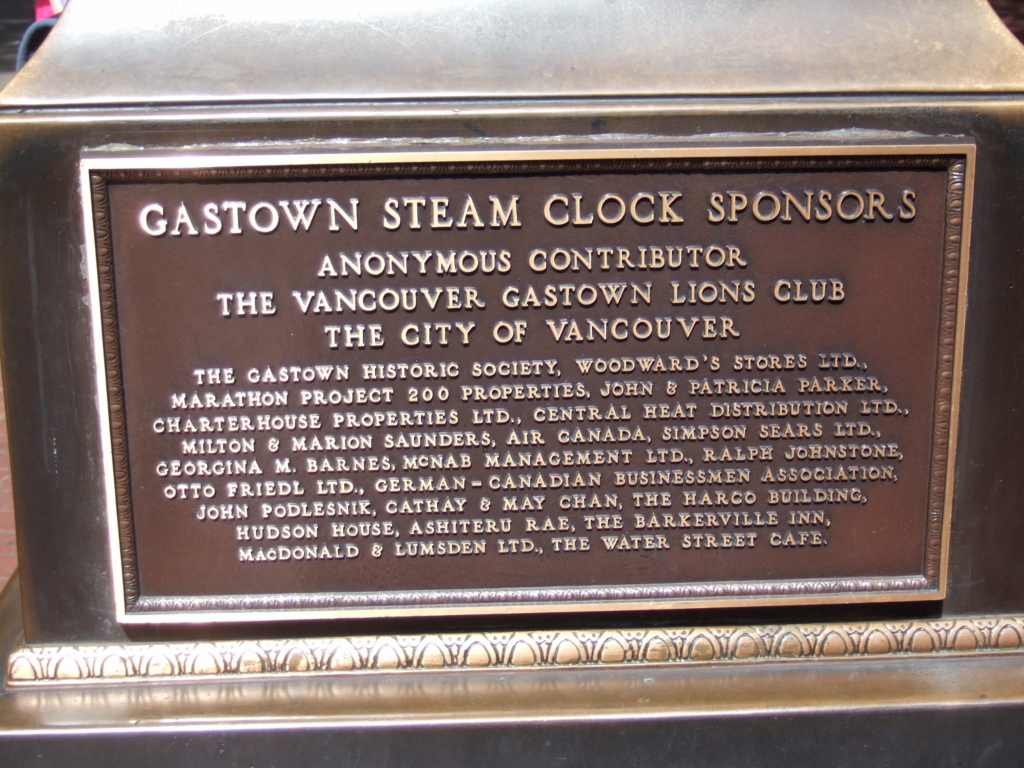 GASTOWN STEAM CLOCK SPONSORS
ANONYMOUS CONTRIBUTOR
THE VANCOUVER GASTOWN LIONS CLUB
THE CITY OF VANCOUVER
THE GASTOWN HISTORIC SOCIETY, WOODWARD'S STORES LTD.,
MARATHON PROJECT 200 PROPERTIES, JOHN & PATRICIA PARKER,
CHARTERHOUSE PROPERTIES LTD., CENTRAL HEAT DISTRIBUTION LTD.,
MILTON & MARION SAUNDERS, AIR CANADA, SIMPSON SEARS LTD.,
GEORGINA M. BARNES, MCNAB MANAGEMENT LTD., RALPH JOHNSTONE,
OTTO FRIEDL LTD., GERMAN-CANADIAN BUSINESSMEN ASSOCIATION,
JOHN PODLESNIK, CATHAY & MAY CHAN, THE HARCO BUILDING,
HUDSON HOUSE, ASHITERU RAE, THE BARKERVILLE INN,
MACDONALD & LUMSDEN LTD., THE WATER STREET CAFE.